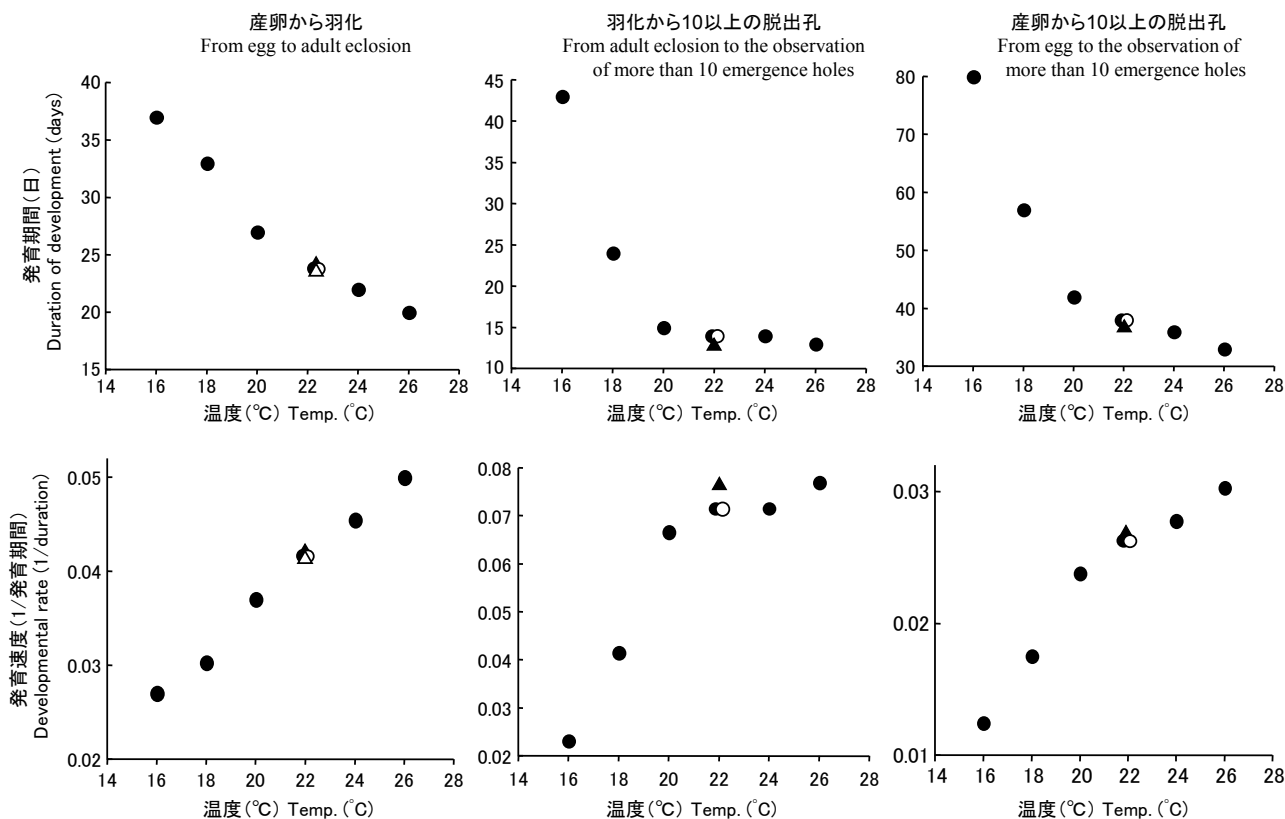 産卵から羽化
From egg to adult eclosion
羽化から10以上の脱出孔
From adult eclosion to the observation
of more than 10 emergence holes
産卵から10以上の脱出孔
From egg to the observation of
more than 10 emergence holes
発育期間(日)
Duration of development (days)
40
35
30
25
20
15
14 16 18 20 22 24 26 28
温度(℃) Temp.(℃)
45
40
35
30
25
20
15
10
14 16 18 20 22 24 26 28
温度(℃) Temp.(℃)
80
70
60
50
40
30
14 16 18 20 22 24 26 28
温度(℃) Temp.(℃)
発育速度(1/発育期間)
Developmental rate (1/duration)
0.05
0.04
0.03
0.02
14 16 18 20 22 24 26 28
温度(℃) Temp.(℃)
0.08
0.07
0.06
0.05
0.04
0.03
0.02
14 16 18 20 22 24 26 28
温度(℃) Temp.(℃)
0.03
0.02
0.01
14 16 18 20 22 24 26 28
温度(℃) Temp.(℃)